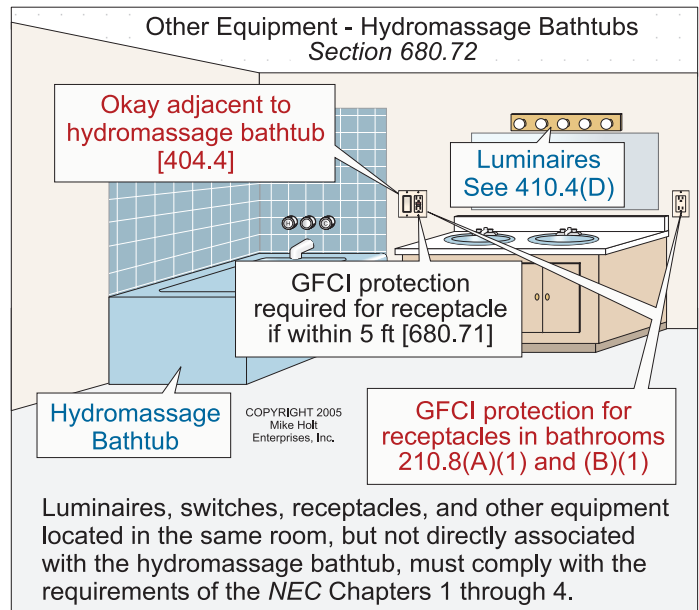 Other Equipment - Hydromassage Bathtubs
Section 680.72
Okay adjacent to
hydromassage bathtub
[404.4]
Luminaires
See 410.4(D)
GFCI protection
required for receptacle
if within 5 ft [680.71]
Hydromassage
Bathtub
COPYRIGHT 2005
Mike Holt
Enterprises, Inc.
GFCI protection for
receptacles in bathrooms
210.8(A)(1) and (B)(1)
Luminaires, switches, receptacles, and other equipment
located in the same room, but not directly associated
with the hydromassage bathtub, must comply with the
requirements of the NEC Chapters 1 through 4.